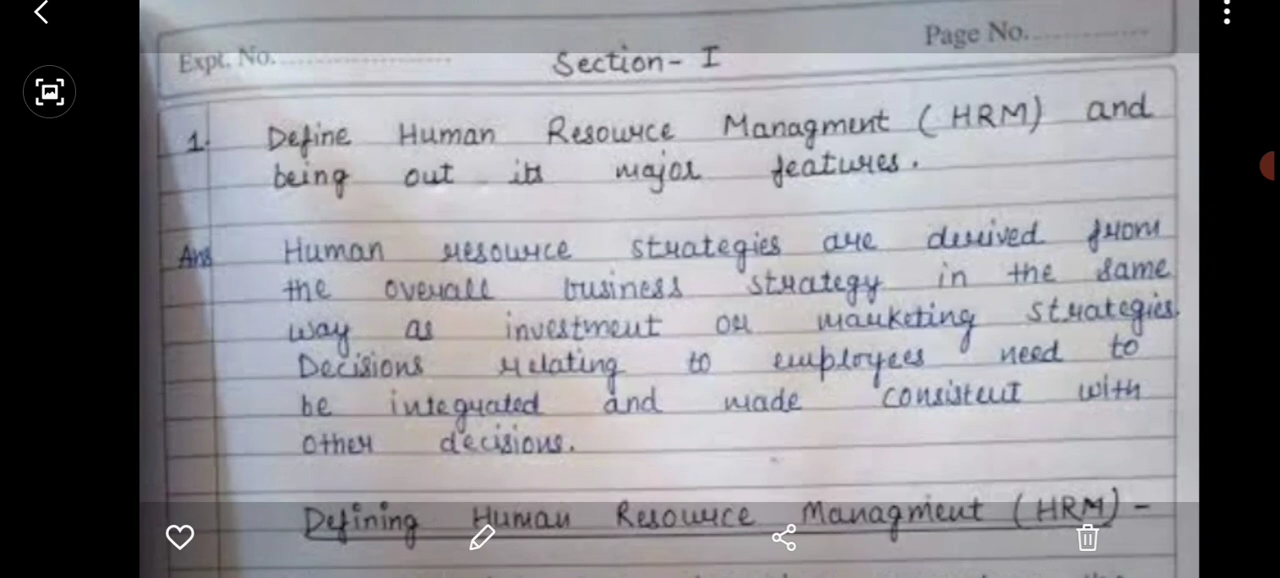 Expt. No.
Page No.
Section- I
1. Define Human Resource Managment (HRM) and
being out its major features.
Ans Human resource strategies are derived from
the overall business strategy in the same
way as investment or marketing strategies.
Decisions relating to employees need to
be integrated and made consistent with
other decisions.
Defining Human Resource Managment (HRM) -